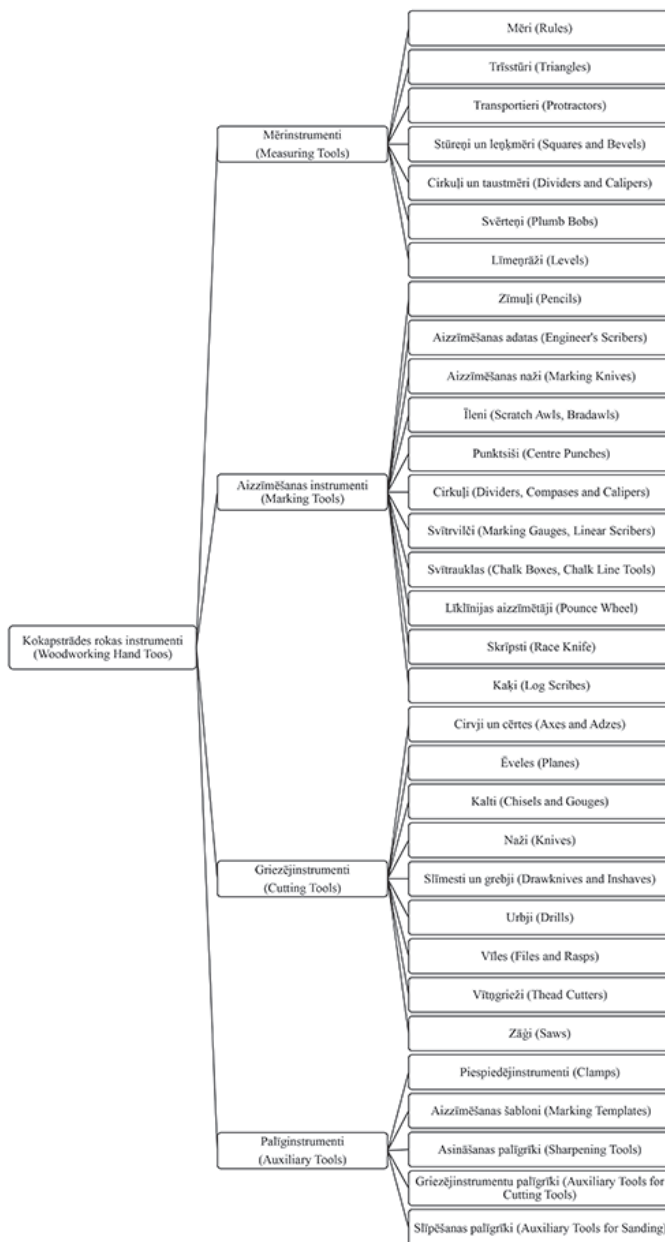 Mēri (Rules)
Trīsstūri (Triangles)
Transportieri (Protractors)
Mērinstrumenti
(Measuring Tools)
Stūreņi un leņķmēri (Squares and Bevels)
Cirkuļi un taustmēri (Dividers and Calipers)
Svērteņi (Plumb Bobs)
Līmeņrāži (Levels)
Zīmuļi (Pencils)
Aizzīmēšanas adatas (Engineer's Scribers)
Aizzīmēšanas naži (Marking Knives)
Īleni (Scratch Awls, Bradawls)
Punktsiši (Centre Punches)
Aizzīmēšanas instrumenti
(Marking Tools)
Cirkuļi (Dividers, Compases and Calipers)
Svītrvilči (Marking Gauges, Linear Scribers)
Svītrauklas (Chalk Boxes, Chalk Line Tools)
Līklīnijas aizzīmētāji (Pounce Wheel)
Kokapstrādes rokas instrumenti
(Woodworking Hand Toos)
Skrīpsti (Race Knife)
Kaķi (Log Scribes)
Cirvji un cērtes (Axes and Adzes)
Ēveles (Planes)
Kalti (Chisels and Gouges)
Naži (Knives)
Griezējinstrumenti
(Cutting Tools)
Slīmesti un grebji (Drawknives and Inshaves)
Urbji (Drills)
Vīles (Files and Rasps)
Vītņgrieži (Thead Cutters)
Zāģi (Saws)
Piespiedējinstrumenti (Clamps)
Aizzīmēšanas šabloni (Marking Templates)
Palīginstrumenti
(Auxiliary Tools)
Asināšanas palīgrīki (Sharpening Tools)
Griezējinstrumentu palīgrīki (Auxiliary Tools for
Cutting Tools)
Slīpēšanas palīgrīki (Auxiliary Tools for Sanding)